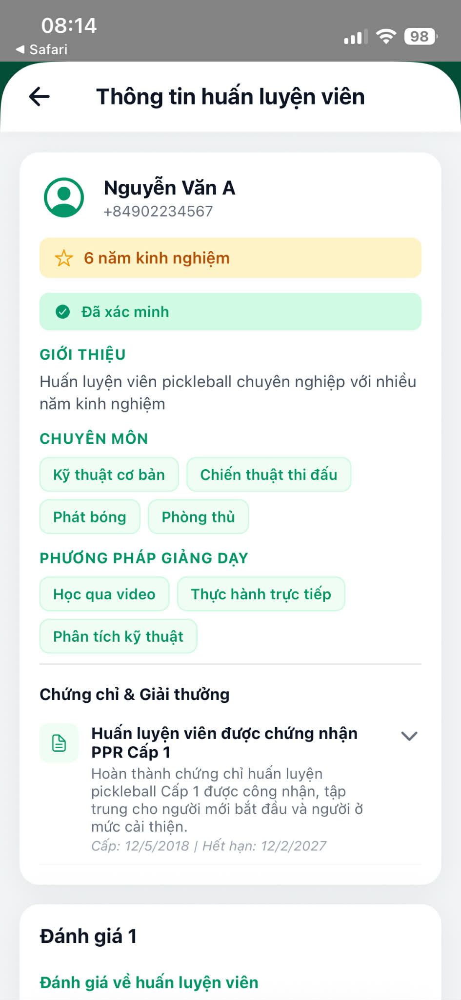 08:14
◀ Safari
98
Thông tin huấn luyện viên
Nguyễn Văn A
+84902234567
6 năm kinh nghiệm
Đã xác minh
GIỚI THIỆU
Huấn luyện viên pickleball chuyên nghiệp với nhiều
năm kinh nghiệm
CHUYÊN MÔN
Kỹ thuật cơ bản
Chiến thuật thi đấu
Phát bóng
Phòng thủ
PHƯƠNG PHÁP GIẢNG DẠY
Học qua video
Thực hành trực tiếp
Phân tích kỹ thuật
Chứng chỉ & Giải thưởng
Huấn luyện viên được chứng nhận
PPR Cấp 1
Hoàn thành chứng chỉ huấn luyện
pickleball Cấp 1 được công nhận, tập
trung cho người mới bắt đầu và người ở
mức cải thiện.
Cấp: 12/5/2018 | Hết hạn: 12/2/2027
Đánh giá 1
Đánh giá về huấn luyện viên